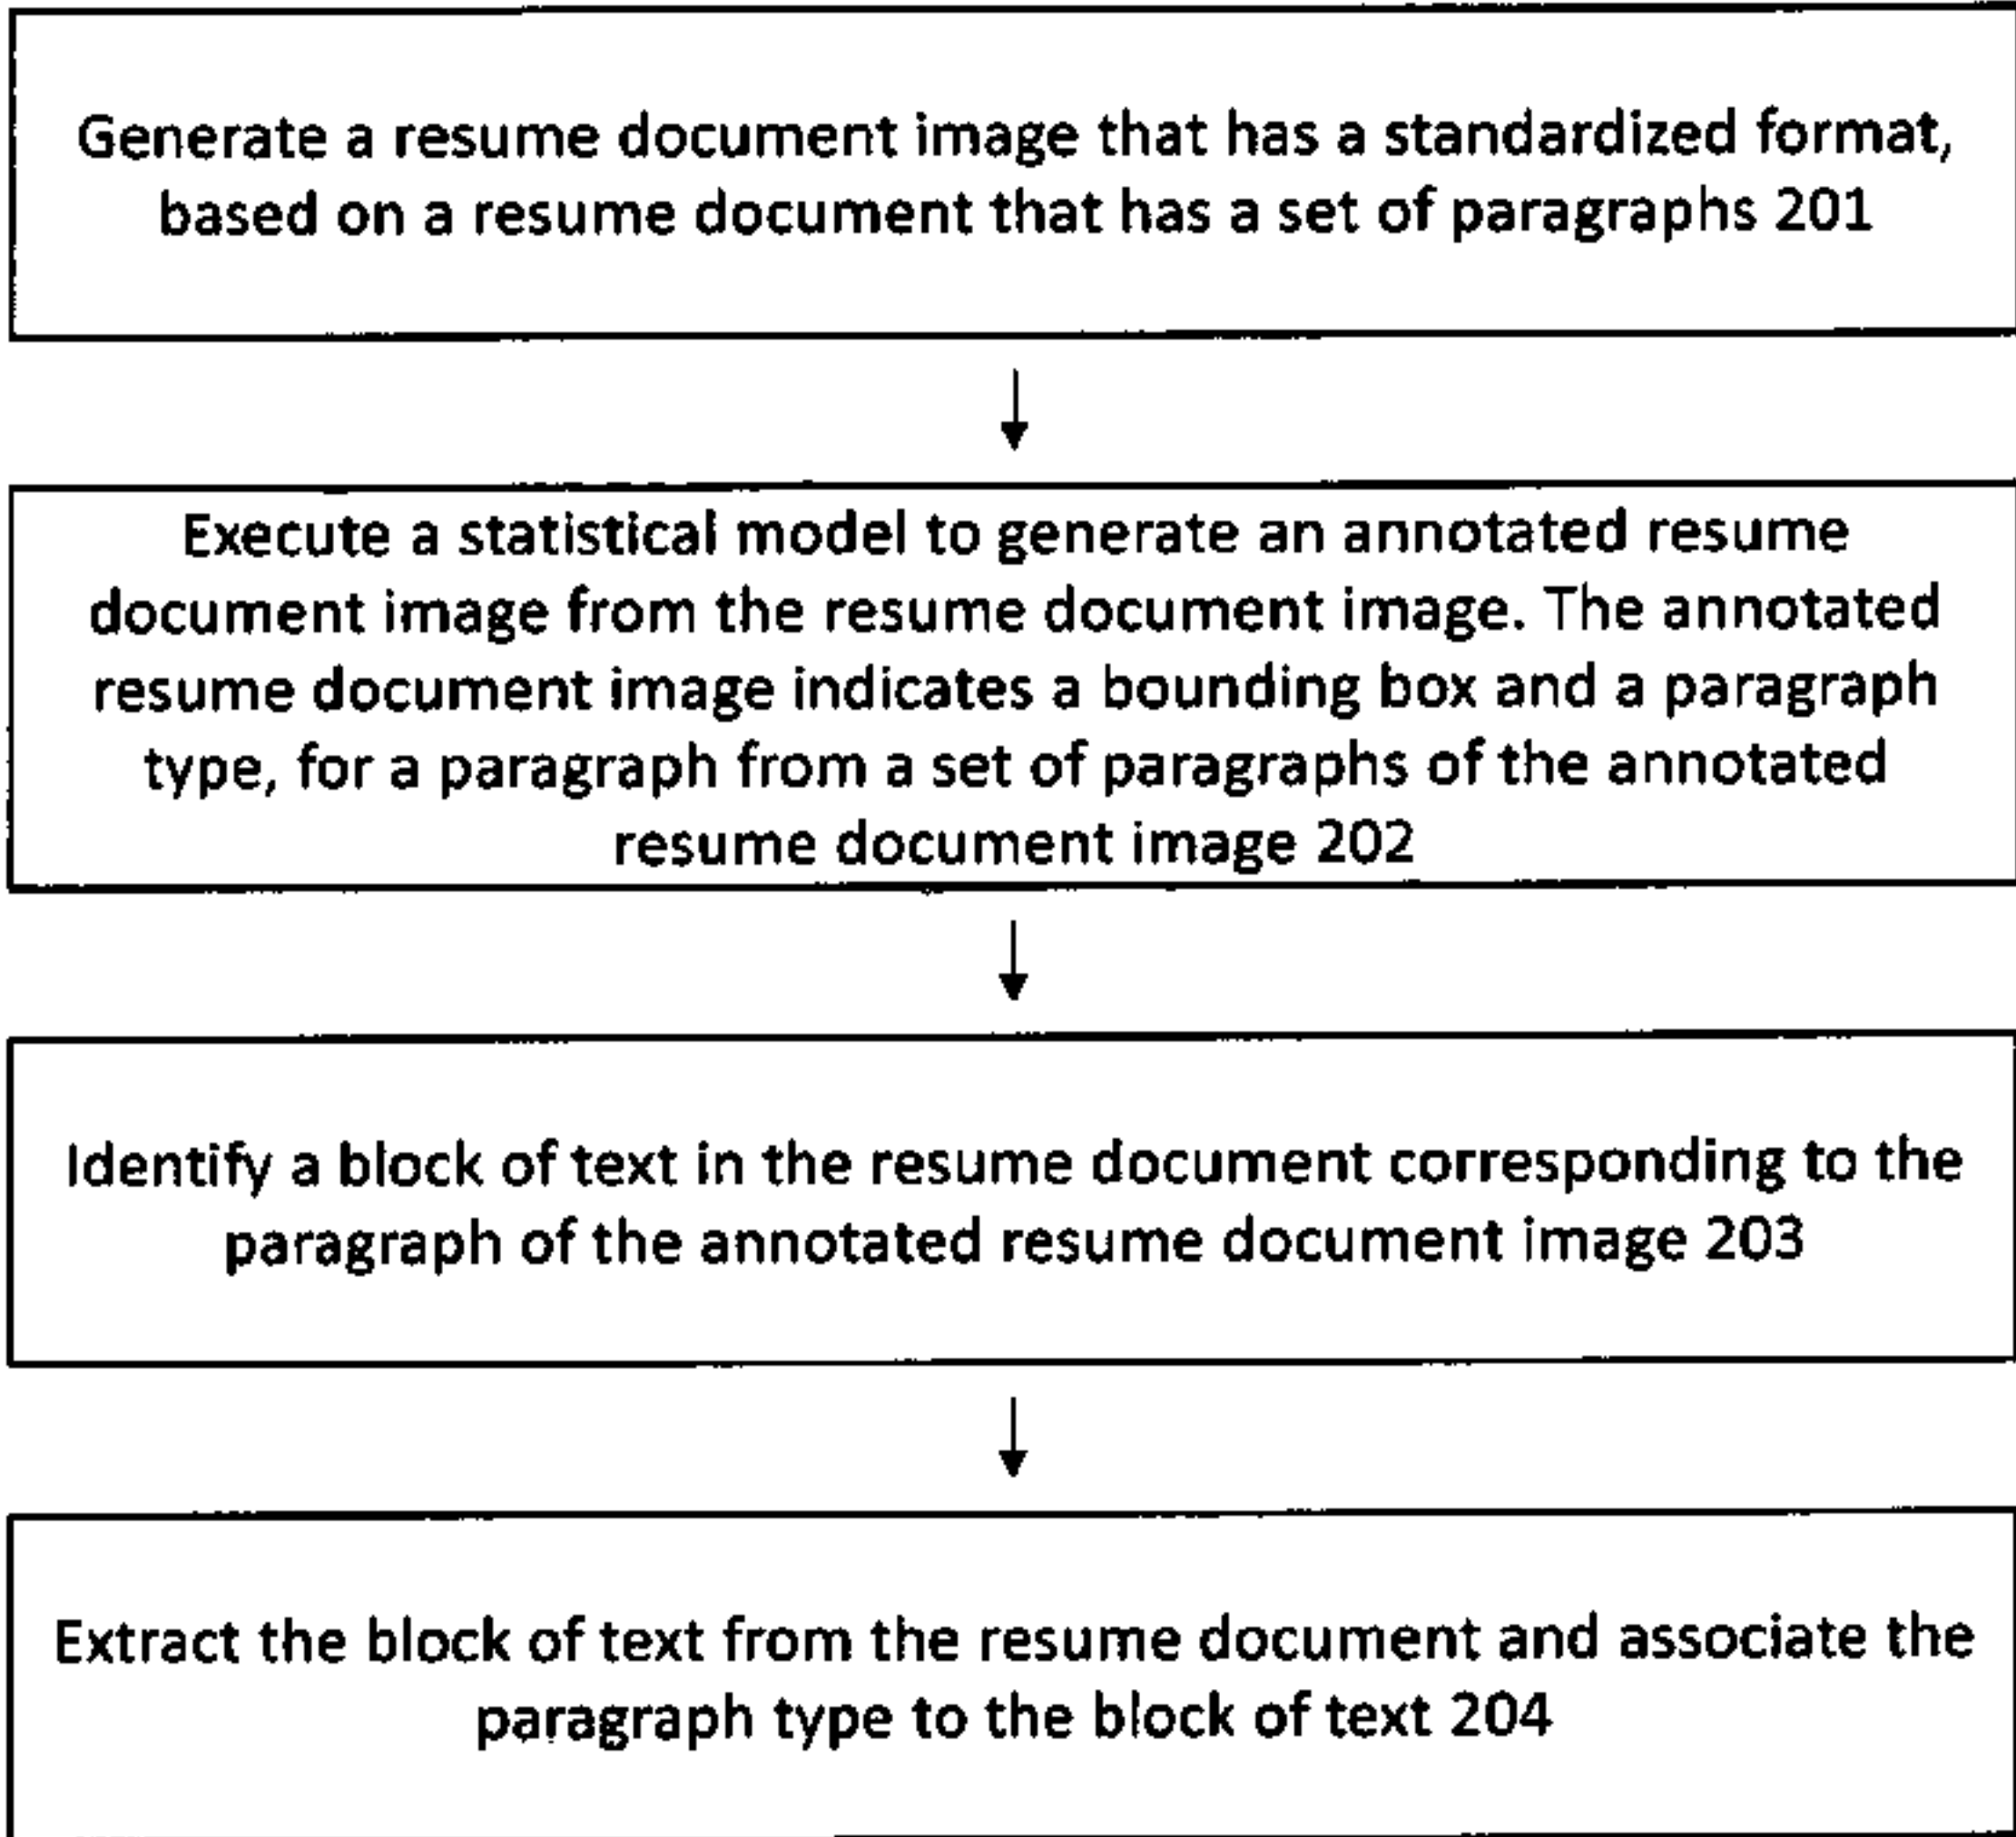 Generate a resume document image that has a standardized format,
based on a resume document that has a set of paragraphs 201
Execute a statistical model to generate an annotated resume
document image from the resume document image. The annotated
resume document image indicates a bounding box and a paragraph
type, for a paragraph from a set of paragraphs of the annotated
resume document image 202
Identify a block of text in the resume document corresponding to the
paragraph of the annotated resume document image 203
Extract the block of text from the resume document and associate the
paragraph type to the block of text 204